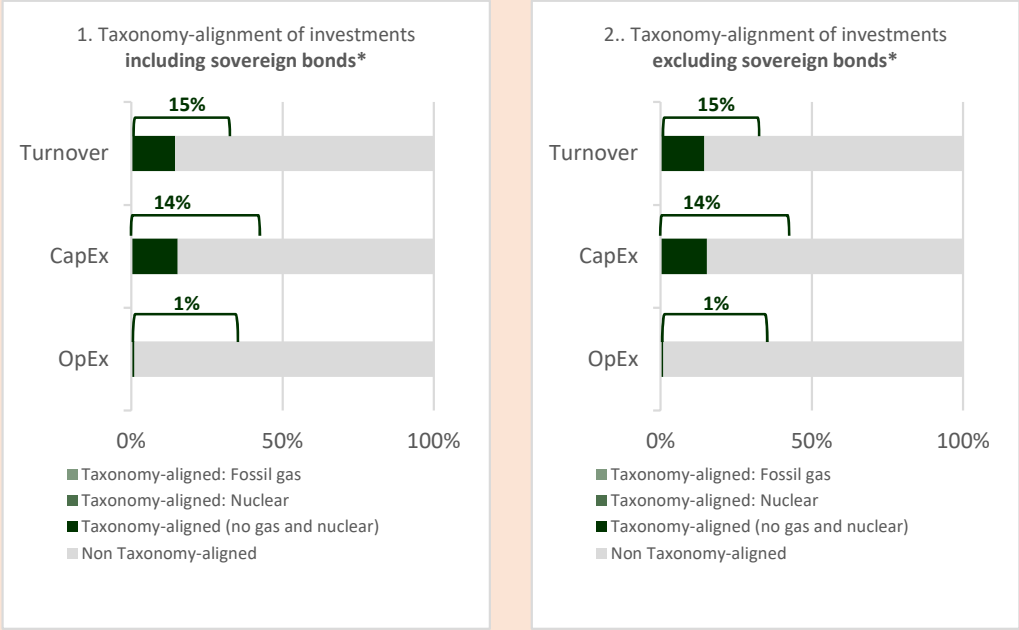 1. Taxonomy-alignment of investments
including sovereign bonds*
15%
Turnover
14%
CapEx
1%
OpEx
0% 50% 100%
Taxonomy-aligned: Fossil gas
Taxonomy-aligned: Nuclear
Taxonomy-aligned (no gas and nuclear)
Non Taxonomy-aligned
2.. Taxonomy-alignment of investments
excluding sovereign bonds*
15%
Turnover
14%
CapEx
1%
OpEx
0% 50% 100%
Taxonomy-aligned: Fossil gas
Taxonomy-aligned: Nuclear
Taxonomy-aligned (no gas and nuclear)
Non Taxonomy-aligned